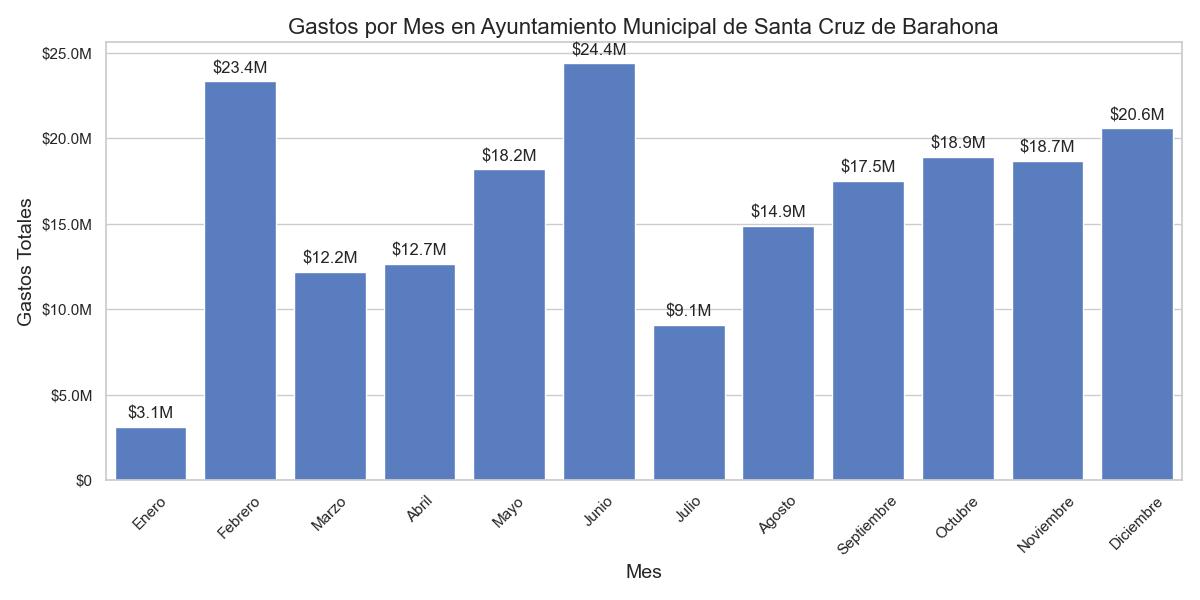 Gastos por Mes en Ayuntamiento Municipal de Santa Cruz de Barahona
Gastos Totales
$25.0M
$20.0M
$15.0M
$10.0M
$5.0M
$0
$3.1M
$23.4M
$12.2M
$12.7M
$18.2M
$24.4M
$9.1M
$14.9M
$17.5M
$18.9M
$18.7M
$20.6M
Enero
Febrero
Marzo
Abril
Mayo
Junio
Julio
Agosto
Septiembre
Octubre
Noviembre
Diciembre
Mes